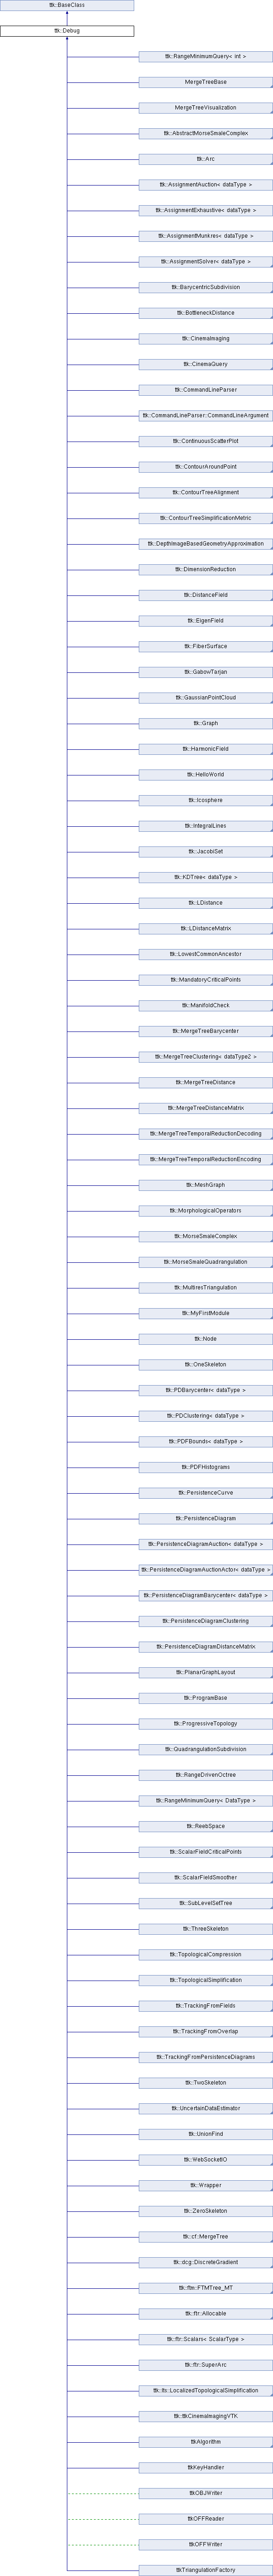 ttk::BaseClass
ttk::Debug
ttk::RangeMinimumQuery< int >
MergeTreeBase
MergeTreeVisualization
ttk::AbstractMorseSmaleComplex
ttk::Arc
ttk::AssignmentAuction< dataType >
ttk::AssignmentExhaustive< dataType >
ttk::AssignmentMunkres< dataType >
ttk::AssignmentSolver< dataType >
ttk::BarycentricSubdivision
ttk::BottleneckDistance
ttk::CinemaImaging
ttk::CinemaQuery
ttk::CommandLineParser
ttk::CommandLineParser::CommandLineArgument
ttk::ContinuousScatterPlot
ttk::ContourAroundPoint
ttk::ContourTreeAlignment
ttk::ContourTreeSimplificationMetric
ttk::DepthImageBasedGeometryApproximation
ttk::DimensionReduction
ttk::DistanceField
ttk::EigenField
ttk::FiberSurface
ttk::GabowTarjan
ttk::GaussianPointCloud
ttk::Graph
ttk::HarmonicField
ttk::HelloWorld
ttk::Icosphere
ttk::IntegralLines
ttk::JacobiSet
ttk::KDTree< dataType >
ttk::LDistance
ttk::LDistanceMatrix
ttk::LowestCommonAncestor
ttk::MandatoryCriticalPoints
ttk::ManifoldCheck
ttk::MergeTreeBarycenter
ttk::MergeTreeClustering< dataType2 >
ttk::MergeTreeDistance
ttk::MergeTreeDistanceMatrix
ttk::MergeTreeTemporalReductionDecoding
ttk::MergeTreeTemporalReductionEncoding
ttk::MeshGraph
ttk::MorphologicalOperators
ttk::MorseSmaleComplex
ttk::MorseSmaleQuadrangulation
ttk::MultiresTriangulation
ttk::MyFirstModule
ttk::Node
ttk::OneSkeleton
ttk::PDBarycenter< dataType >
ttk::PDClustering< dataType >
ttk::PDFBounds< dataType >
ttk::PDFHistograms
ttk::PersistenceCurve
ttk::PersistenceDiagram
ttk::PersistenceDiagramAuction< dataType >
ttk::PersistenceDiagramAuctionActor< dataType >
ttk::PersistenceDiagramBarycenter< dataType >
ttk::PersistenceDiagramClustering
ttk::PersistenceDiagramDistanceMatrix
ttk::PlanarGraphLayout
ttk::ProgramBase
ttk::ProgressiveTopology
ttk::QuadrangulationSubdivision
ttk::RangeDrivenOctree
ttk::RangeMinimumQuery< DataType >
ttk::ReebSpace
ttk::ScalarFieldCriticalPoints
ttk::ScalarFieldSmoother
ttk::SubLevelSetTree
ttk::ThreeSkeleton
ttk::TopologicalCompression
ttk::TopologicalSimplification
ttk::TrackingFromFields
ttk::TrackingFromOverlap
ttk::TrackingFromPersistenceDiagrams
ttk::TwoSkeleton
ttk::UncertainDataEstimator
ttk::UnionFind
ttk::WebSocketIO
ttk::Wrapper
ttk::ZeroSkeleton
ttk::cf::MergeTree
ttk::dcg::DiscreteGradient
ttk::ftm::FTMTree_MT
ttk::ftr::Allocable
ttk::ftr::Scalars< ScalarType >
ttk::ftr::SuperArc
ttk::lts::LocalizedTopologicalSimplification
ttk::ttkCinemaImagingVTK
ttkAlgorithm
ttkKeyHandler
ttkOBJWriter
ttkOFFReader
ttkOFFWriter
ttkTriangulationFactory